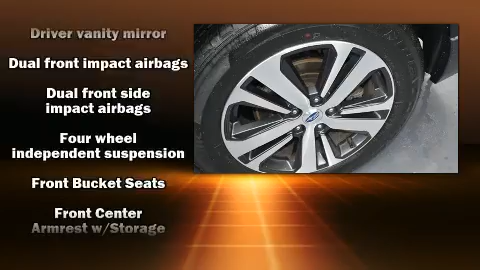 Driver vanity mirror
Dual front impact airbags
Dual front side
impact airbags
Four wheel
independent suspension
Front Bucket Seats
Front Center
Armrest w/Storage